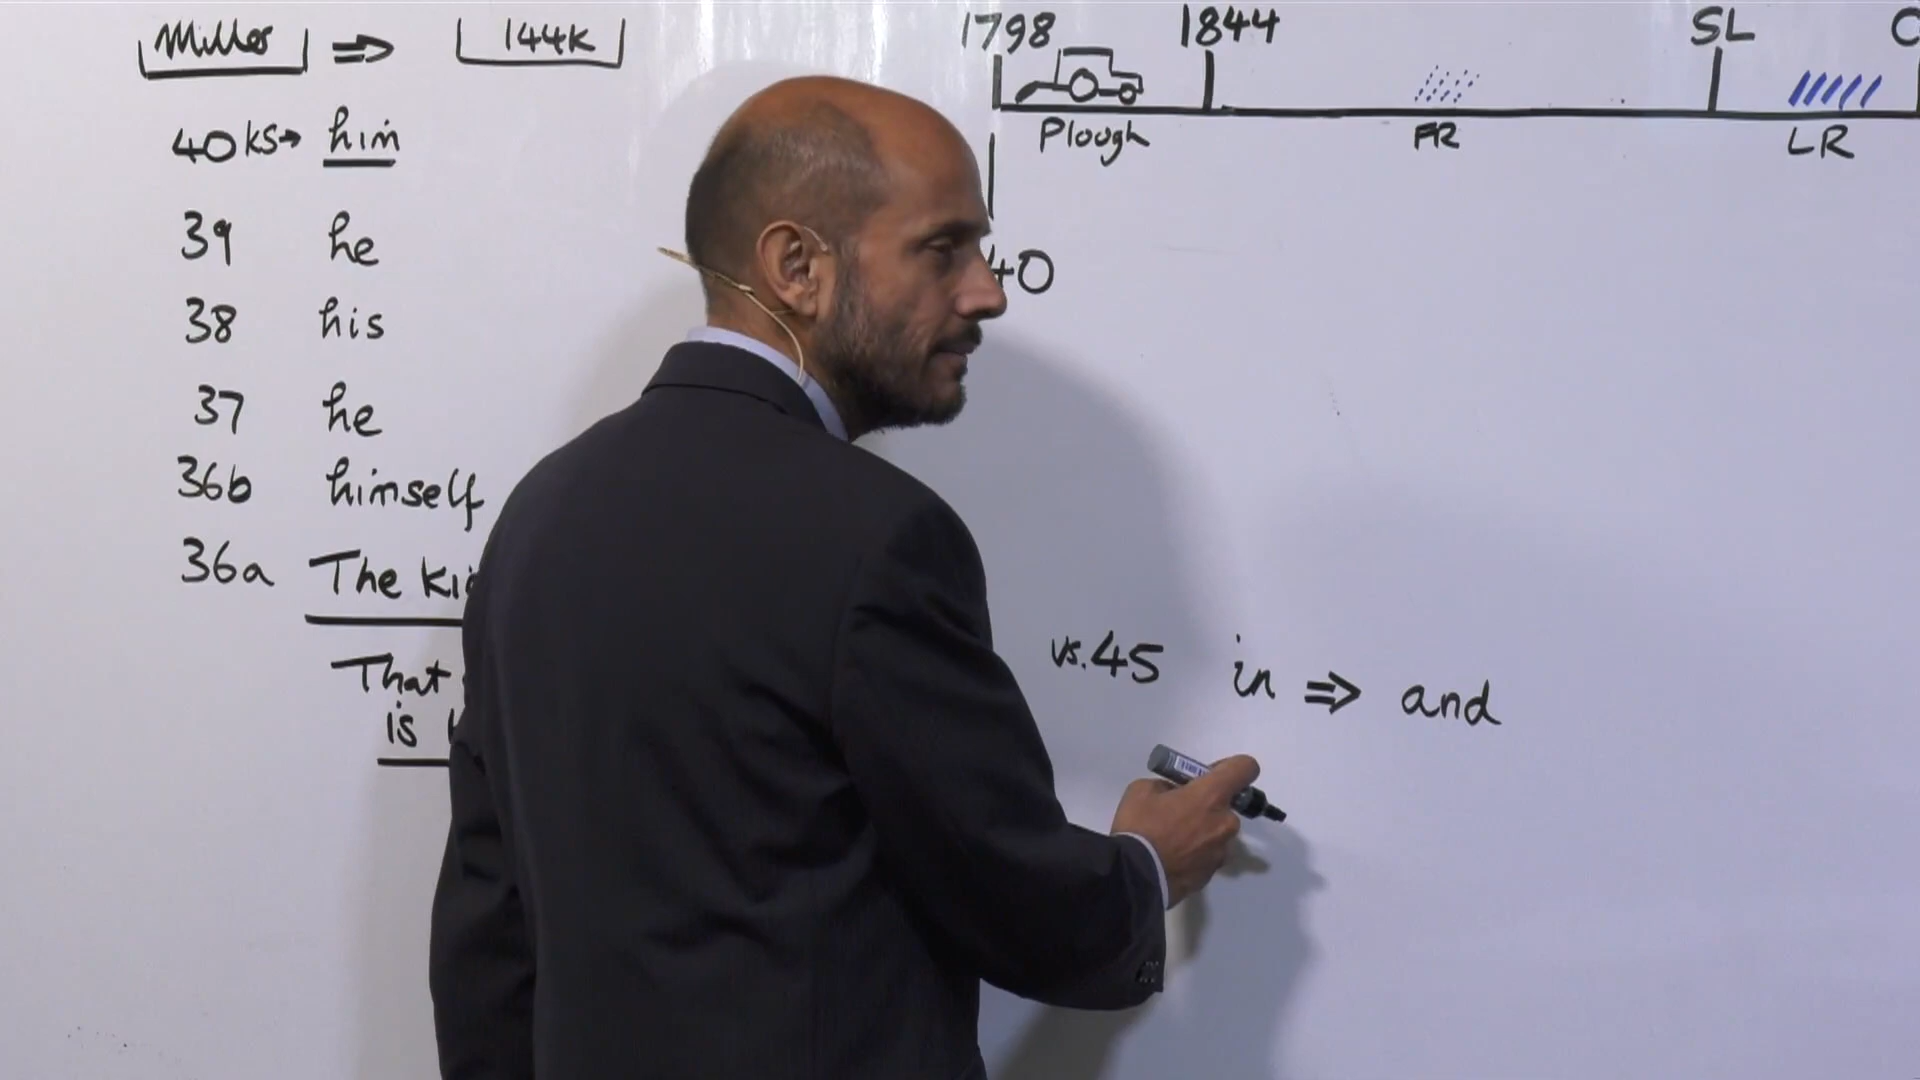 Miller ⇒ 144K
40 KS→ him
39 he
38 his
37 he
36b himself
36a The
That
is
1798 1844 SL
Plough FR LR
40
vs.45 in ⇒ and